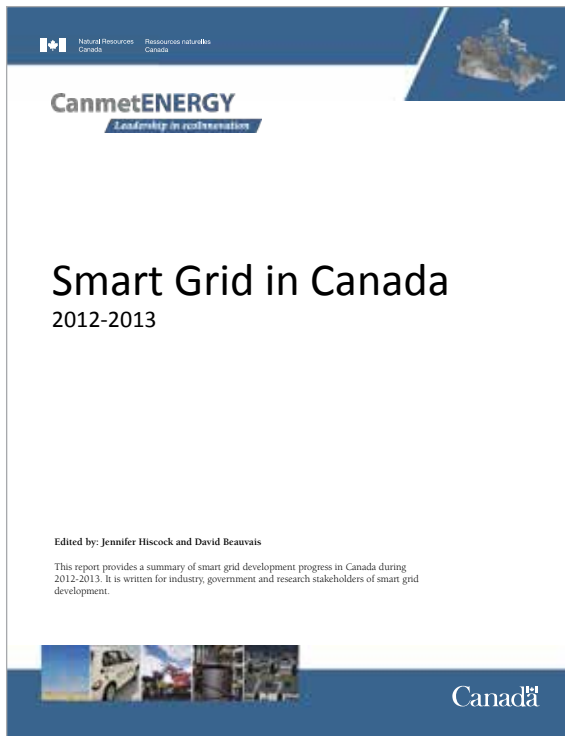 Natural Resources Canada
Ressources naturelles Canada
CanmetENERGY
Leadership in ecoInnovation
Smart Grid in Canada
2012-2013
Edited by: Jennifer Hiscock and David Beauvais
This report provides a summary of smart grid development progress in Canada during
2012-2013. It is written for industry, government and research stakeholders of smart grid
development.
Canada